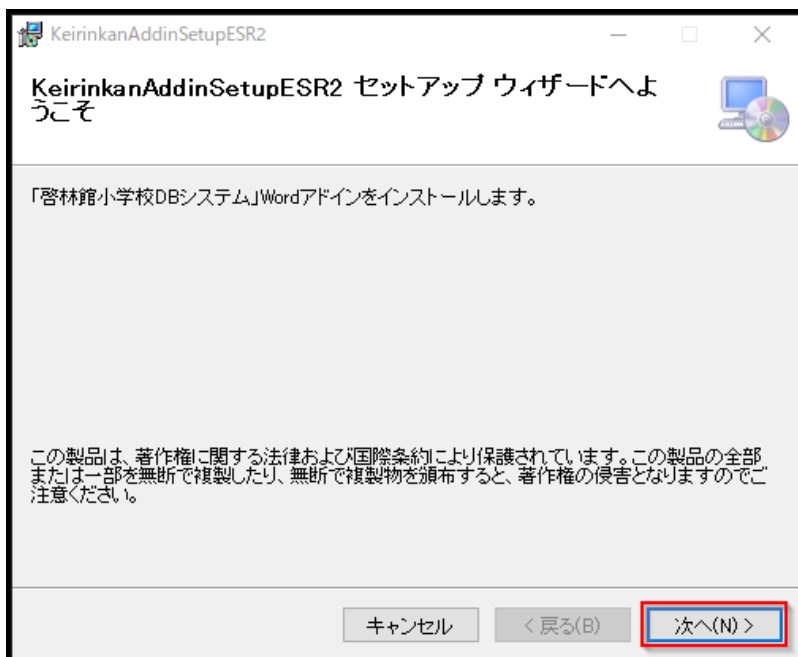 KeirinkanAddinSetupESR2
KeirinkanAddinSetupESR2 セットアップ ウィザードへよ
うこそ
「啓林館小学校DBシステム」Wordアドインをインストールします。
この製品は、著作権に関する法律および国際条約により保護されています。この製品の全部
または一部を無断で複製したり、無断で複製物を頒布すると、著作権の侵害となりますのでご
注意ください。
キャンセル
< 戻る(B)
次へ(N) >